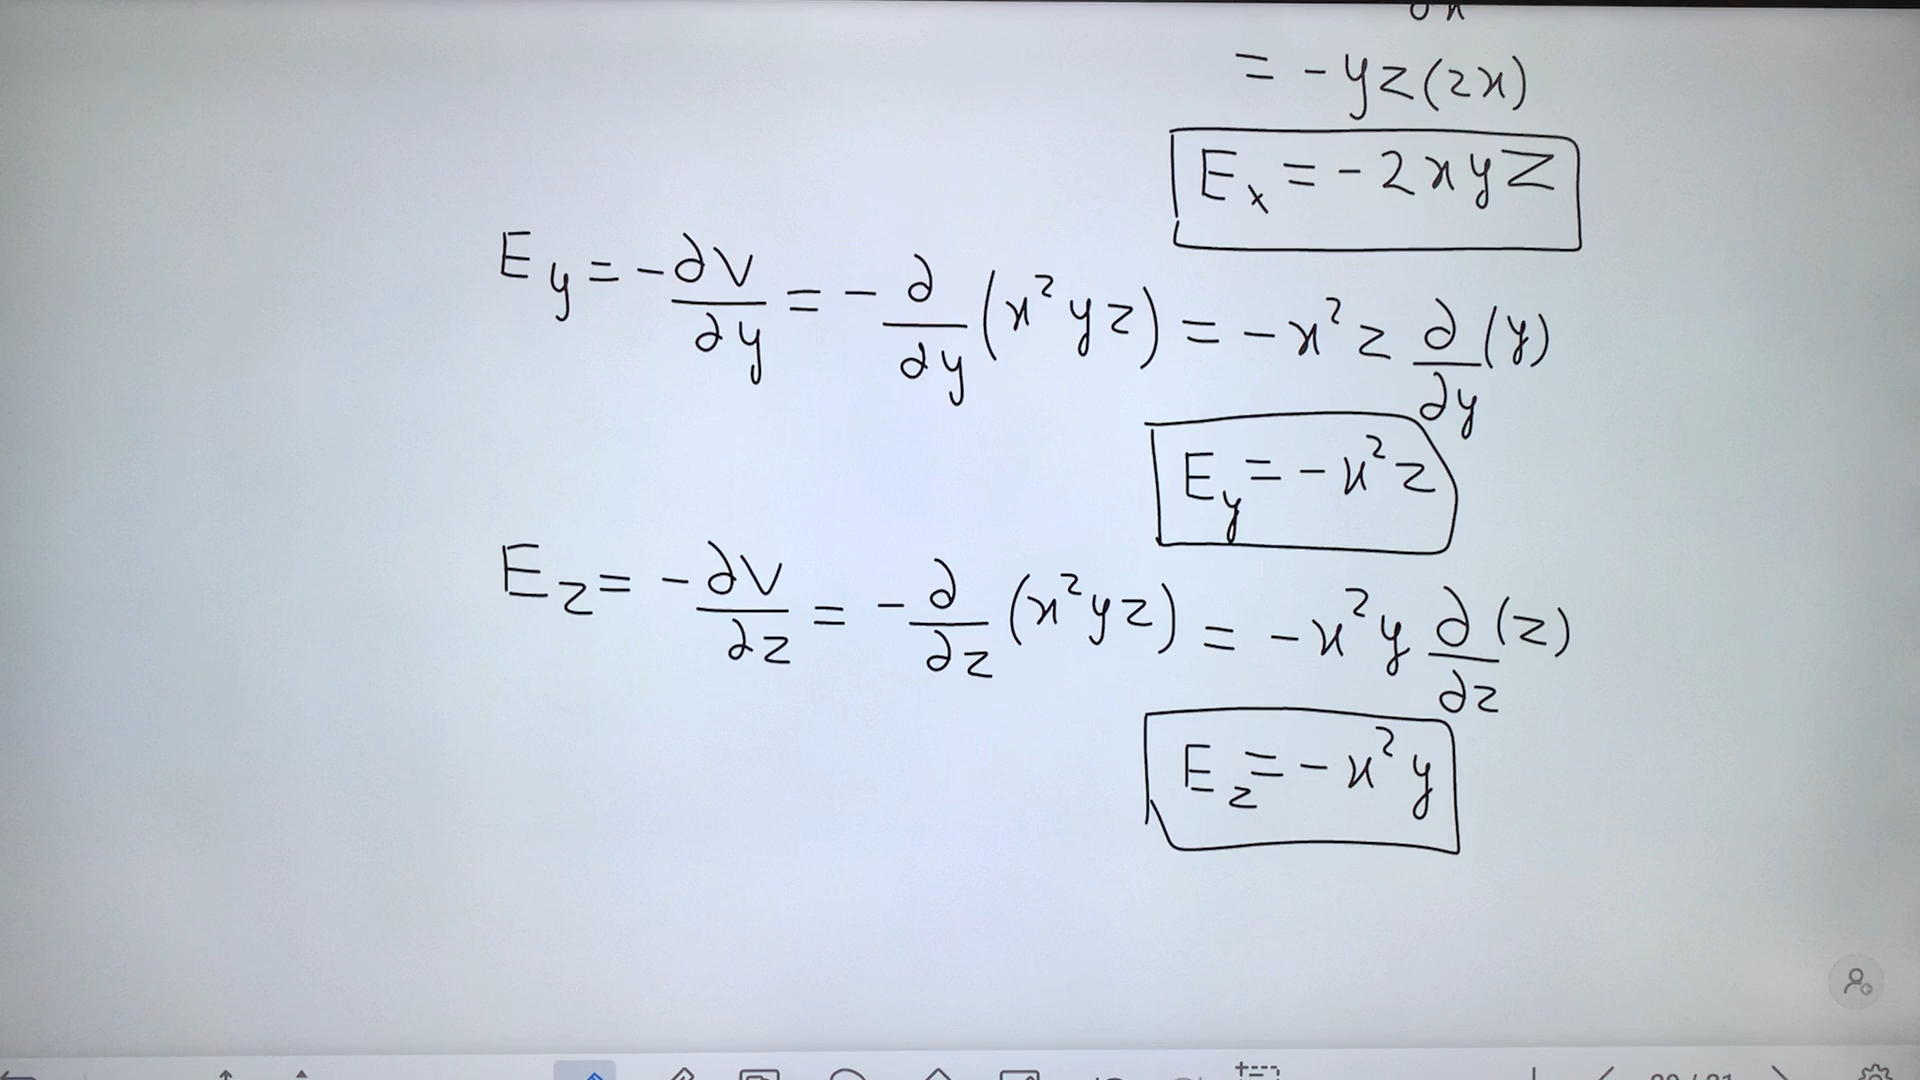 = -yz(2x)
Ex = -2xyz
Ey = -∂V/∂y = -∂/∂y (x²yz) = -x²z ∂/∂y (y)
Ey = -x²z
Ez = -∂V/∂z = -∂/∂z (x²yz) = -x²y ∂/∂z (z)
Ez = -x²y